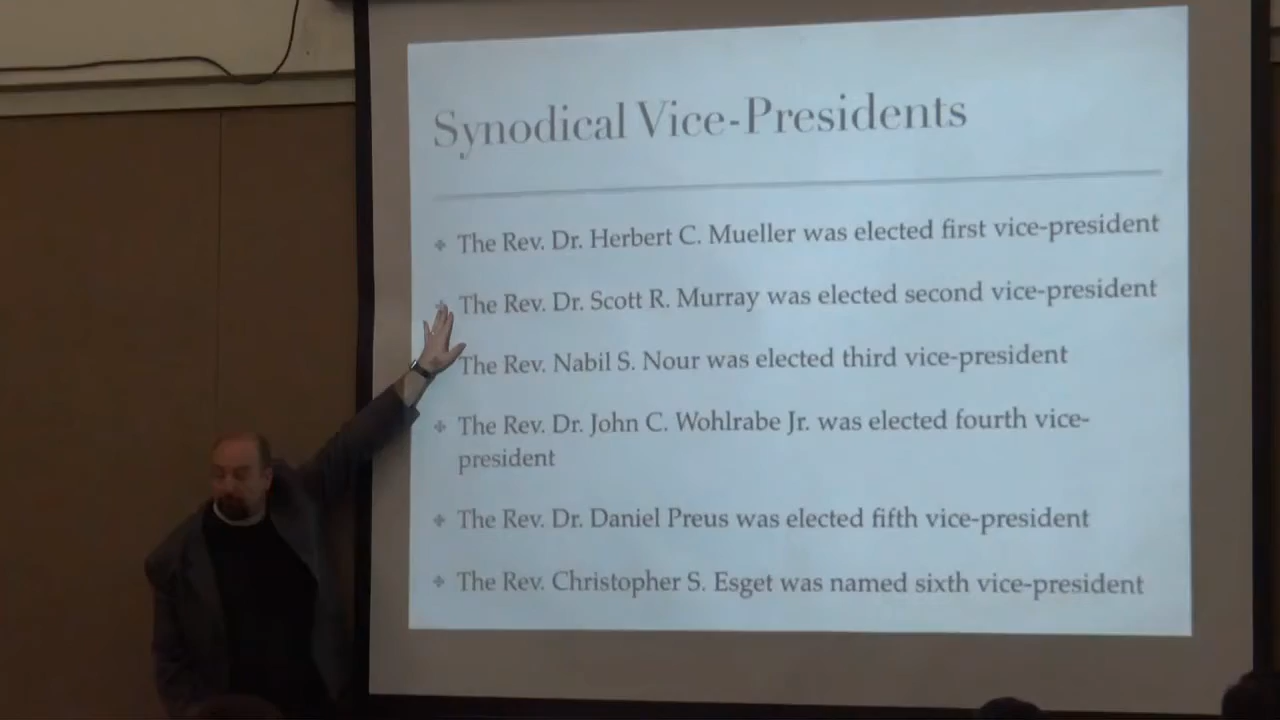 Synodical Vice-Presidents
The Rev. Dr. Herbert C. Mueller was elected first vice-president
The Rev. Dr. Scott R. Murray was elected second vice-president
The Rev. Nabil S. Nour was elected third vice-president
The Rev. Dr. John C. Wohlrabe Jr. was elected fourth vice-
president
The Rev. Dr. Daniel Preus was elected fifth vice-president
The Rev. Christopher S. Esget was named sixth vice-president